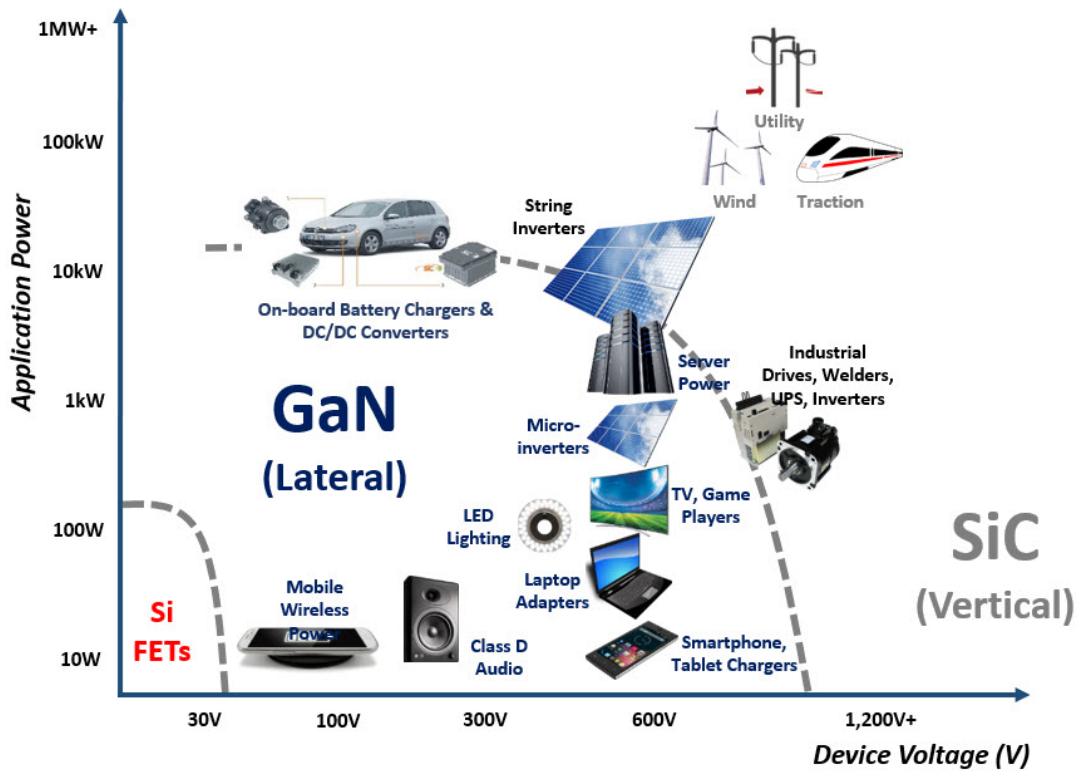 1MW+
100kW
10kW
1kW
100W
10W
Application Power
Utility
Wind
Traction
String
Inverters
On-board Battery Chargers &
DC/DC Converters
Server
Power
Industrial
Drives, Welders,
UPS, Inverters
GaN
(Lateral)
Micro-
inverters
TV, Game
Players
LED
Lighting
SiC
(Vertical)
Laptop
Adapters
Si
FETs
Mobile
Wireless
Power
Class D
Audio
Smartphone,
Tablet Chargers
30V
100V
300V
600V
1,200V+
Device Voltage (V)